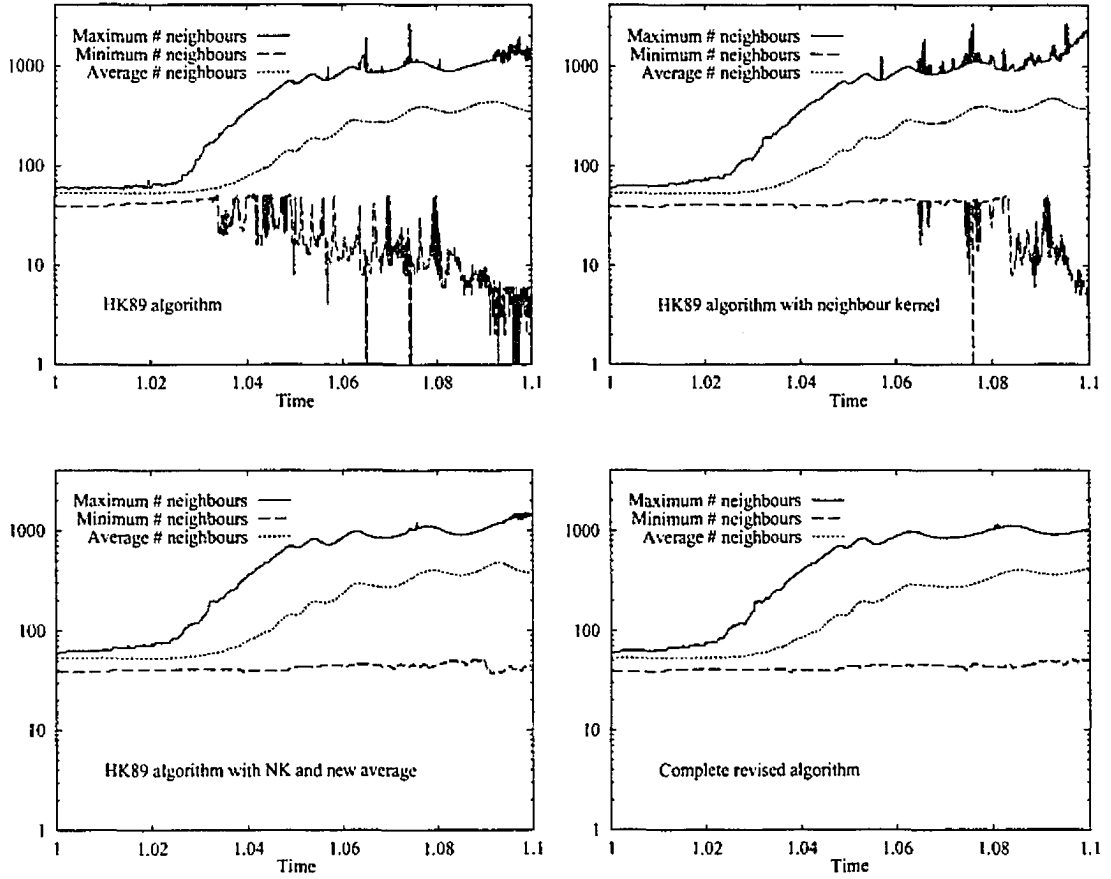 Maximum # neighbours
Minimum # neighbours
Average # neighbours
1000
100
10
1
HK89 algorithm
1 1.02 1.04 1.06 1.08 1.1
Time
Maximum # neighbours
Minimum # neighbours
Average # neighbours
1000
100
10
1
HK89 algorithm with neighbour kernel
1 1.02 1.04 1.06 1.08 1.1
Time
Maximum # neighbours
Minimum # neighbours
Average # neighbours
1000
100
10
1
HK89 algorithm with NK and new average
1 1.02 1.04 1.06 1.08 1.1
Time
Maximum # neighbours
Minimum # neighbours
Average # neighbours
1000
100
10
1
Complete revised algorithm
1 1.02 1.04 1.06 1.08 1.1
Time